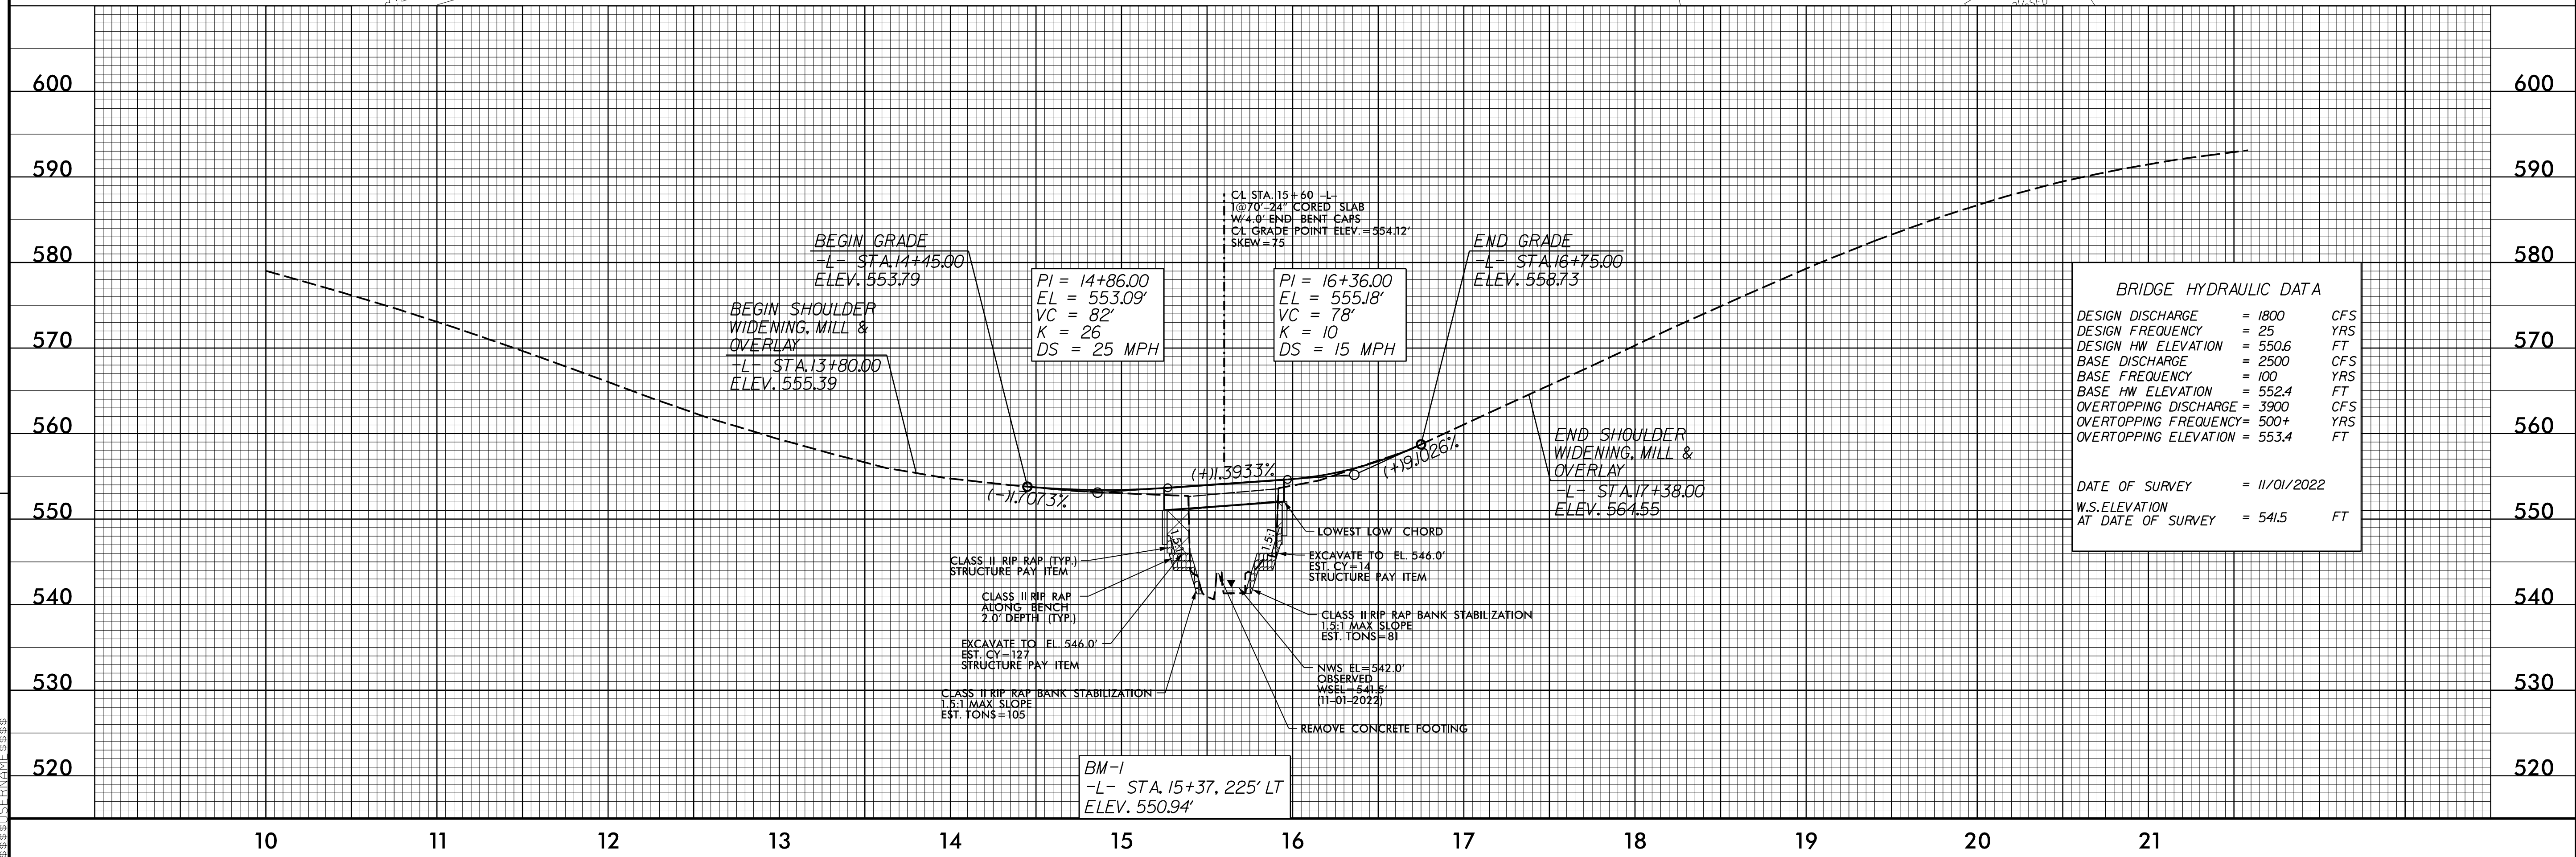 600
590
580
570
560
550
540
530
520
600
590
580
570
560
550
540
530
520
C/L STA. 15+60 -L-
1@70'-24" CORED SLAB
W/4.0' END BENT CAPS
C/L GRADE POINT ELEV.=554.12'
SKEW=75
BEGIN GRADE
-L- STA.14+45.00
ELEV. 553.79
BEGIN SHOULDER
WIDENING, MILL &
OVERLAY
-L- STA.13+80.00
ELEV. 555.39
PI = 14+86.00
EL = 553.09'
VC = 82'
K = 26
DS = 25 MPH
PI = 16+36.00
EL = 555.18'
VC = 78'
K = 10
DS = 15 MPH
END GRADE
-L- STA.16+75.00
ELEV. 558.73
END SHOULDER
WIDENING, MILL &
OVERLAY
-L- STA.17+38.00
ELEV. 564.55
(-)1.7073%
(+)1.3933%
(+)9.1026%
BRIDGE HYDRAULIC DATA
DESIGN DISCHARGE = 1800 CFS
DESIGN FREQUENCY = 25 YRS
DESIGN HW ELEVATION = 550.6 FT
BASE DISCHARGE = 2500 CFS
BASE FREQUENCY = 100 YRS
BASE HW ELEVATION = 552.4 FT
OVERTOPPING DISCHARGE = 3900 CFS
OVERTOPPING FREQUENCY = 500+ YRS
OVERTOPPING ELEVATION = 553.4 FT
DATE OF SURVEY = 11/01/2022
W.S.ELEVATION
AT DATE OF SURVEY = 541.5 FT
1.5:1
1.5:1
CLASS II RIP RAP (TYP.)
STRUCTURE PAY ITEM
CLASS II RIP RAP
ALONG BENCH
2.0' DEPTH (TYP.)
EXCAVATE TO EL. 546.0'
EST. CY=127
STRUCTURE PAY ITEM
CLASS II RIP RAP BANK STABILIZATION
1.5:1 MAX SLOPE
EST. TONS=105
LOWEST LOW CHORD
EXCAVATE TO EL. 546.0'
EST. CY=14
STRUCTURE PAY ITEM
CLASS II RIP RAP BANK STABILIZATION
1.5:1 MAX SLOPE
EST. TONS=81
NWS EL=542.0'
OBSERVED
WSEL=541.5'
(11-01-2022)
REMOVE CONCRETE FOOTING
BM-1
-L- STA. 15+37, 225' LT
ELEV. 550.94'
10 11 12 13 14 15 16 17 18 19 20 21